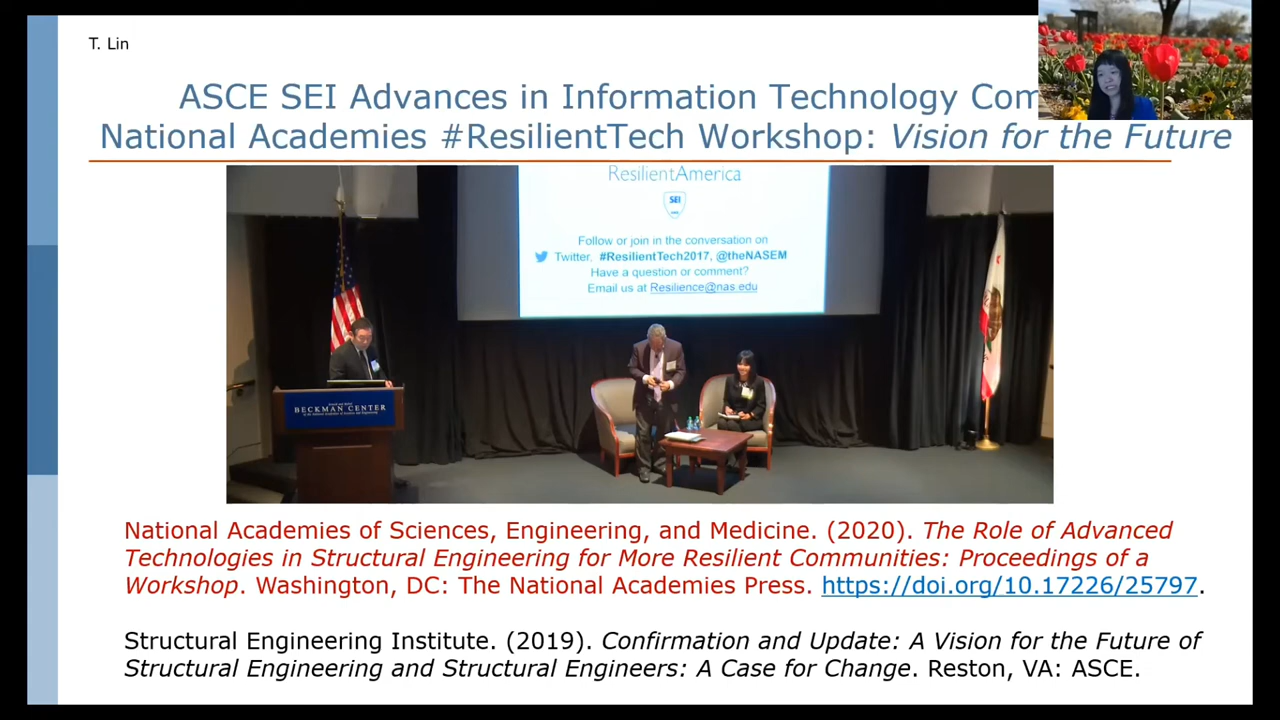 T. Lin
ASCE SEI Advances in Information Technology Com
National Academies #ResilientTech Workshop: Vision for the Future
ResilientAmerica
SEI
Follow or join in the conversation on
Twitter, #ResilientTech2017, @theNASEM
Have a question or comment?
Email us at Resilience@nas.edu
BECKMAN CENTER
National Academies of Sciences, Engineering, and Medicine. (2020). The Role of Advanced
Technologies in Structural Engineering for More Resilient Communities: Proceedings of a
Workshop. Washington, DC: The National Academies Press. https://doi.org/10.17226/25797.
Structural Engineering Institute. (2019). Confirmation and Update: A Vision for the Future of
Structural Engineering and Structural Engineers: A Case for Change. Reston, VA: ASCE.